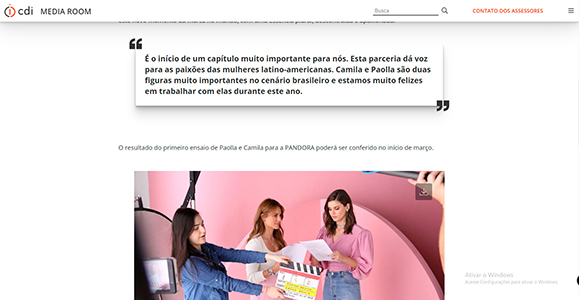 cdi MEDIA ROOM
Busca
CONTATO DOS ASSESSORES
É o início de um capítulo muito importante para nós. Esta parceria dá voz
para as paixões das mulheres latino-americanas. Camila e Paolla são duas
figuras muito importantes no cenário brasileiro e estamos muito felizes
em trabalhar com elas durante este ano.
O resultado do primeiro ensaio de Paolla e Camila para a PANDORA poderá ser conferido no início de março.
Ativar o Windows
Acesse Configurações para ativar o Windows.